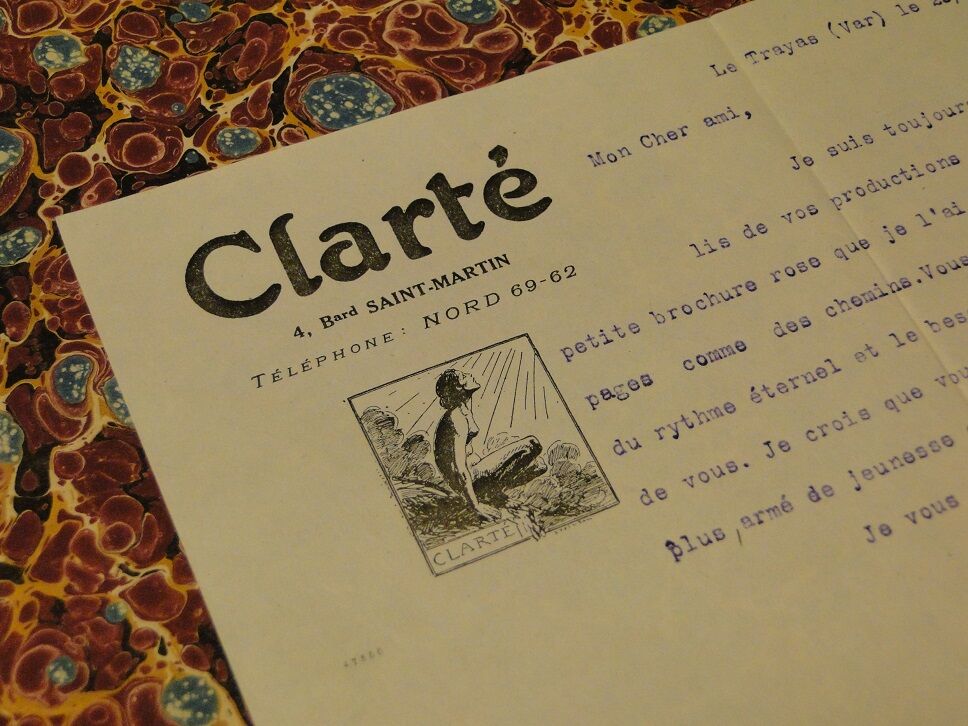 Le Trayas (Var) le
Mon Cher ami,
Je suis toujours
lis de vos productions
petite brochure rose que je l'ai
pages comme des chemins.Vous
du rythme éternel et le bes
de vous. Je crois que vou
plus,armé de jeunesse
Je vous
Clarté
4, Bard SAINT-MARTIN
TÉLÉPHONE: NORD 69-62
CLARTÉ
47880